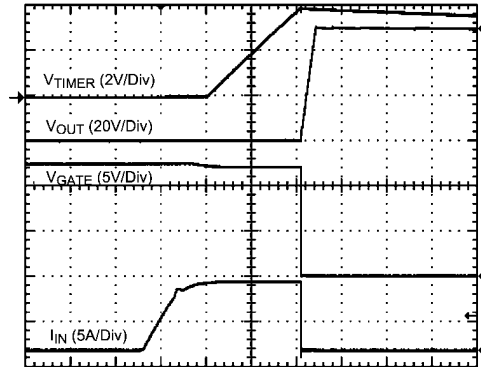 VTIMER (2V/Div)
VOUT (20V/Div)
VGATE (5V/Div)
IIN (5A/Div)